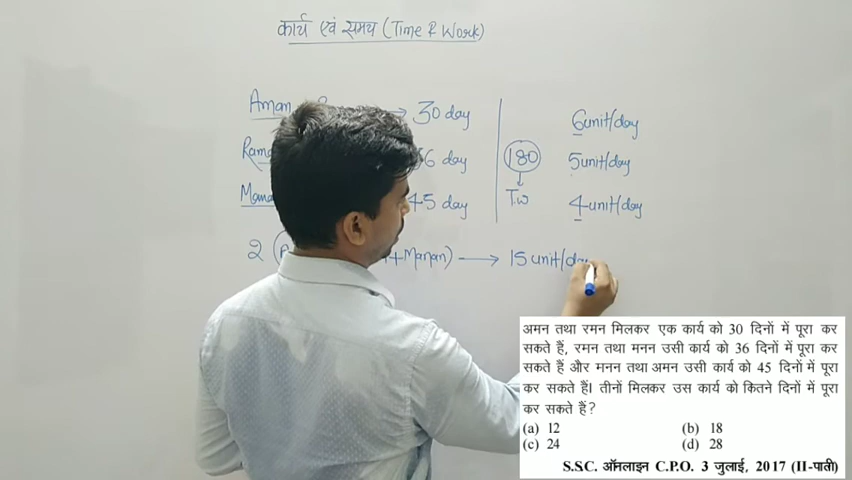 कार्य एवं समय (Time & Work)
Aman → 30 day
6unit/day
180
36 day
5unit/day
Tw
45 day
4unit/day
2 ( + Manan) → 15 unit/day
अमन तथा रमन मिलकर एक कार्य को 30 दिनों में पूरा कर
सकते हैं, रमन तथा मनन उसी कार्य को 36 दिनों में पूरा कर
सकते हैं और मनन तथा अमन उसी कार्य को 45 दिनों में पूरा
कर सकते हैं। तीनों मिलकर उस कार्य को कितने दिनों में पूरा
कर सकते हैं?
(a) 12 (b) 18
(c) 24 (d) 28
S.S.C. ऑनलाइन C.P.O. 3 जुलाई, 2017 (II-पाली)